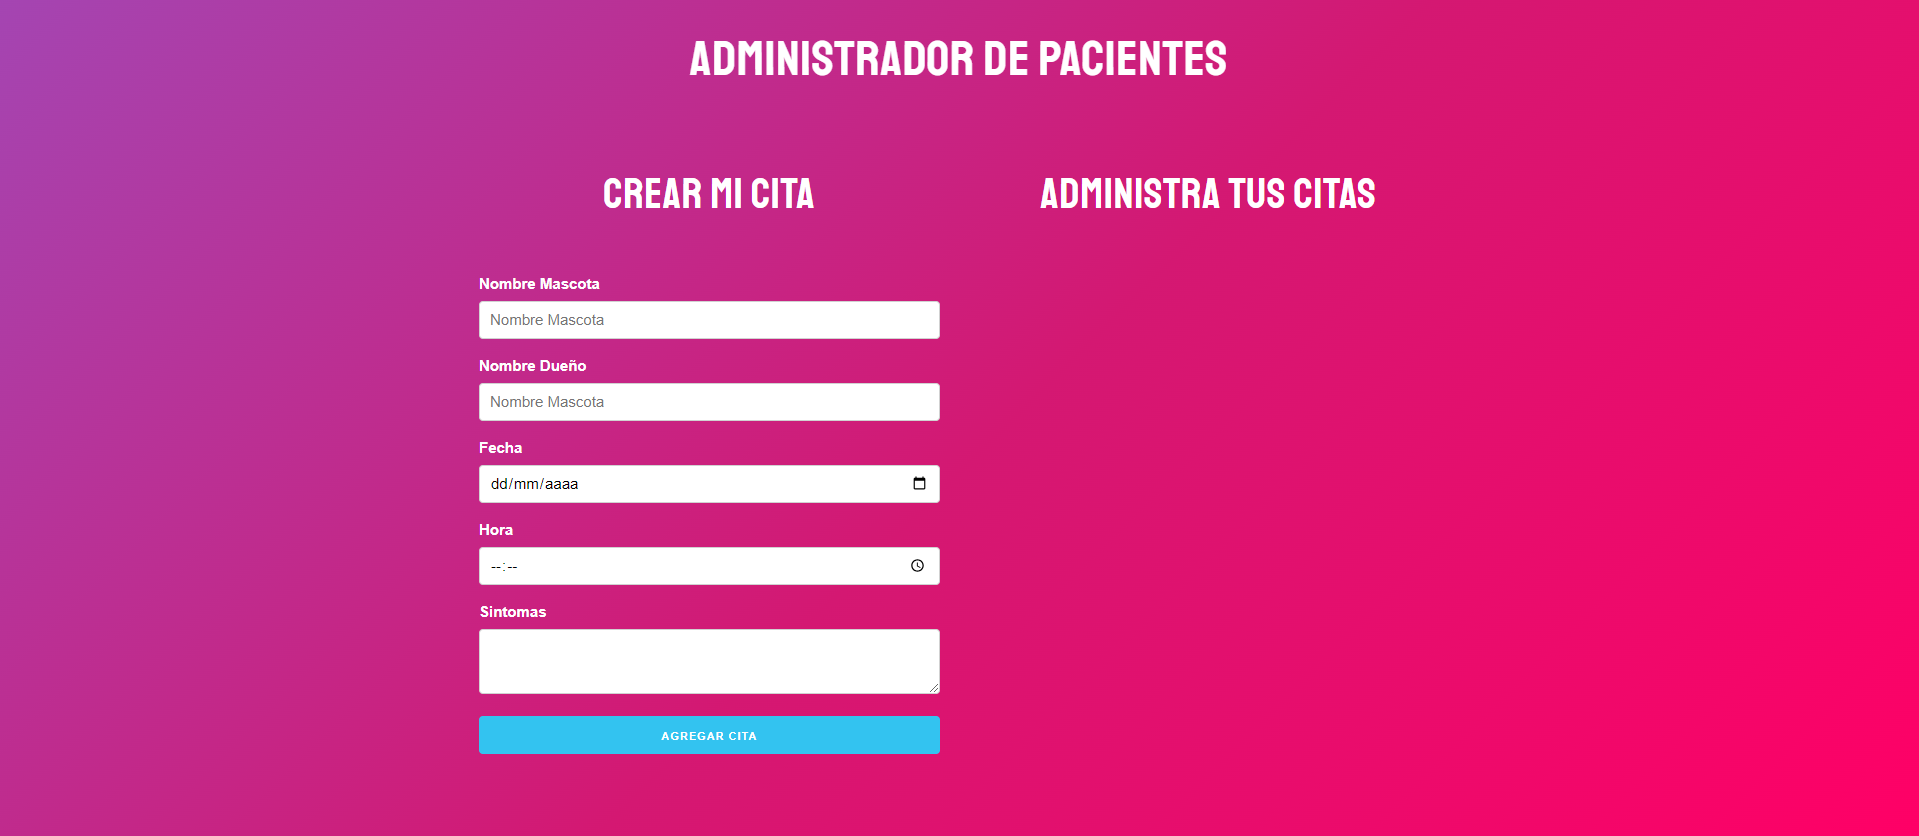 ADMINISTRADOR DE PACIENTES
CREAR MI CITA
Nombre Mascota
Nombre Mascota
Nombre Dueño
Nombre Mascota
Fecha
dd/mm/aaaa
Hora
--:--
Sintomas
AGREGAR CITA
ADMINISTRA TUS CITAS